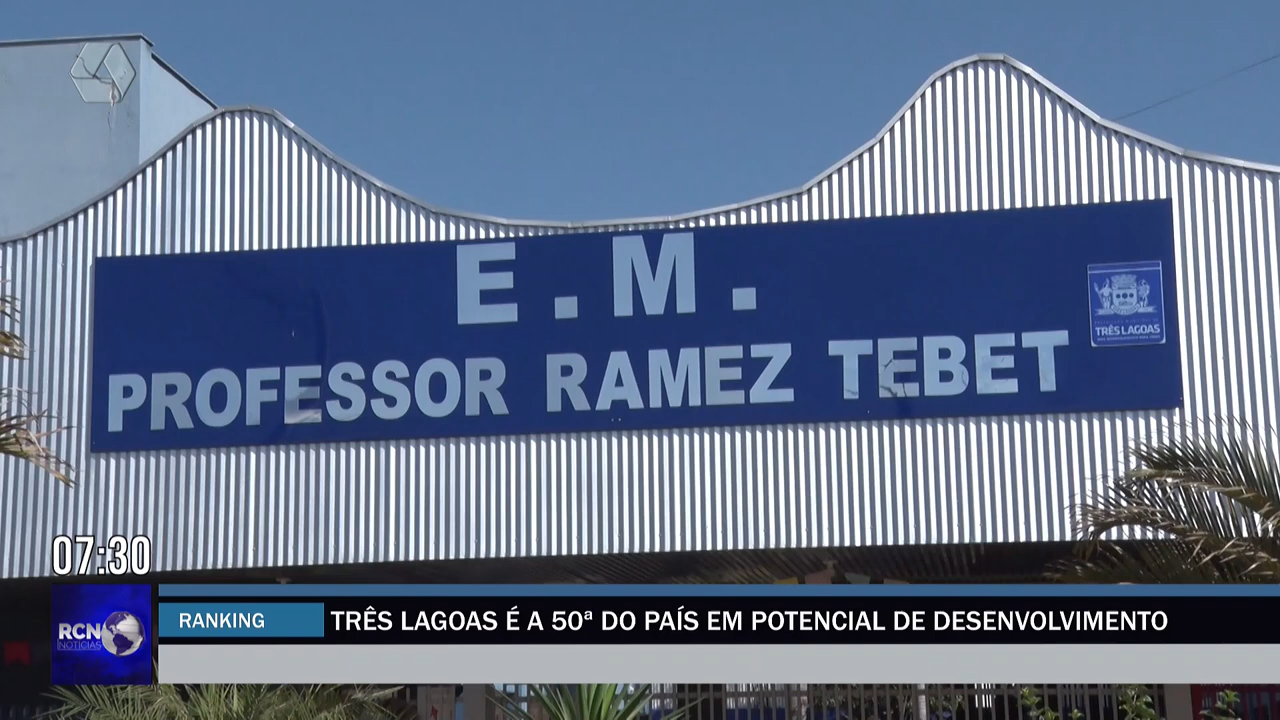 E.M.
PROFESSOR RAMEZ TEBET
TRÊS LAGOAS
07:30
RCN
NOTÍCIAS
RANKING
TRÊS LAGOAS É A 50ª DO PAÍS EM POTENCIAL DE DESENVOLVIMENTO